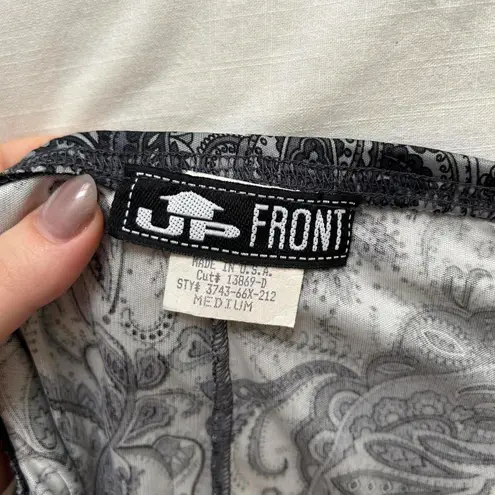 UP FRONT
MADE IN U.S.A.
Cut# 13869-D
STY# 3743-66X-212
MEDIUM